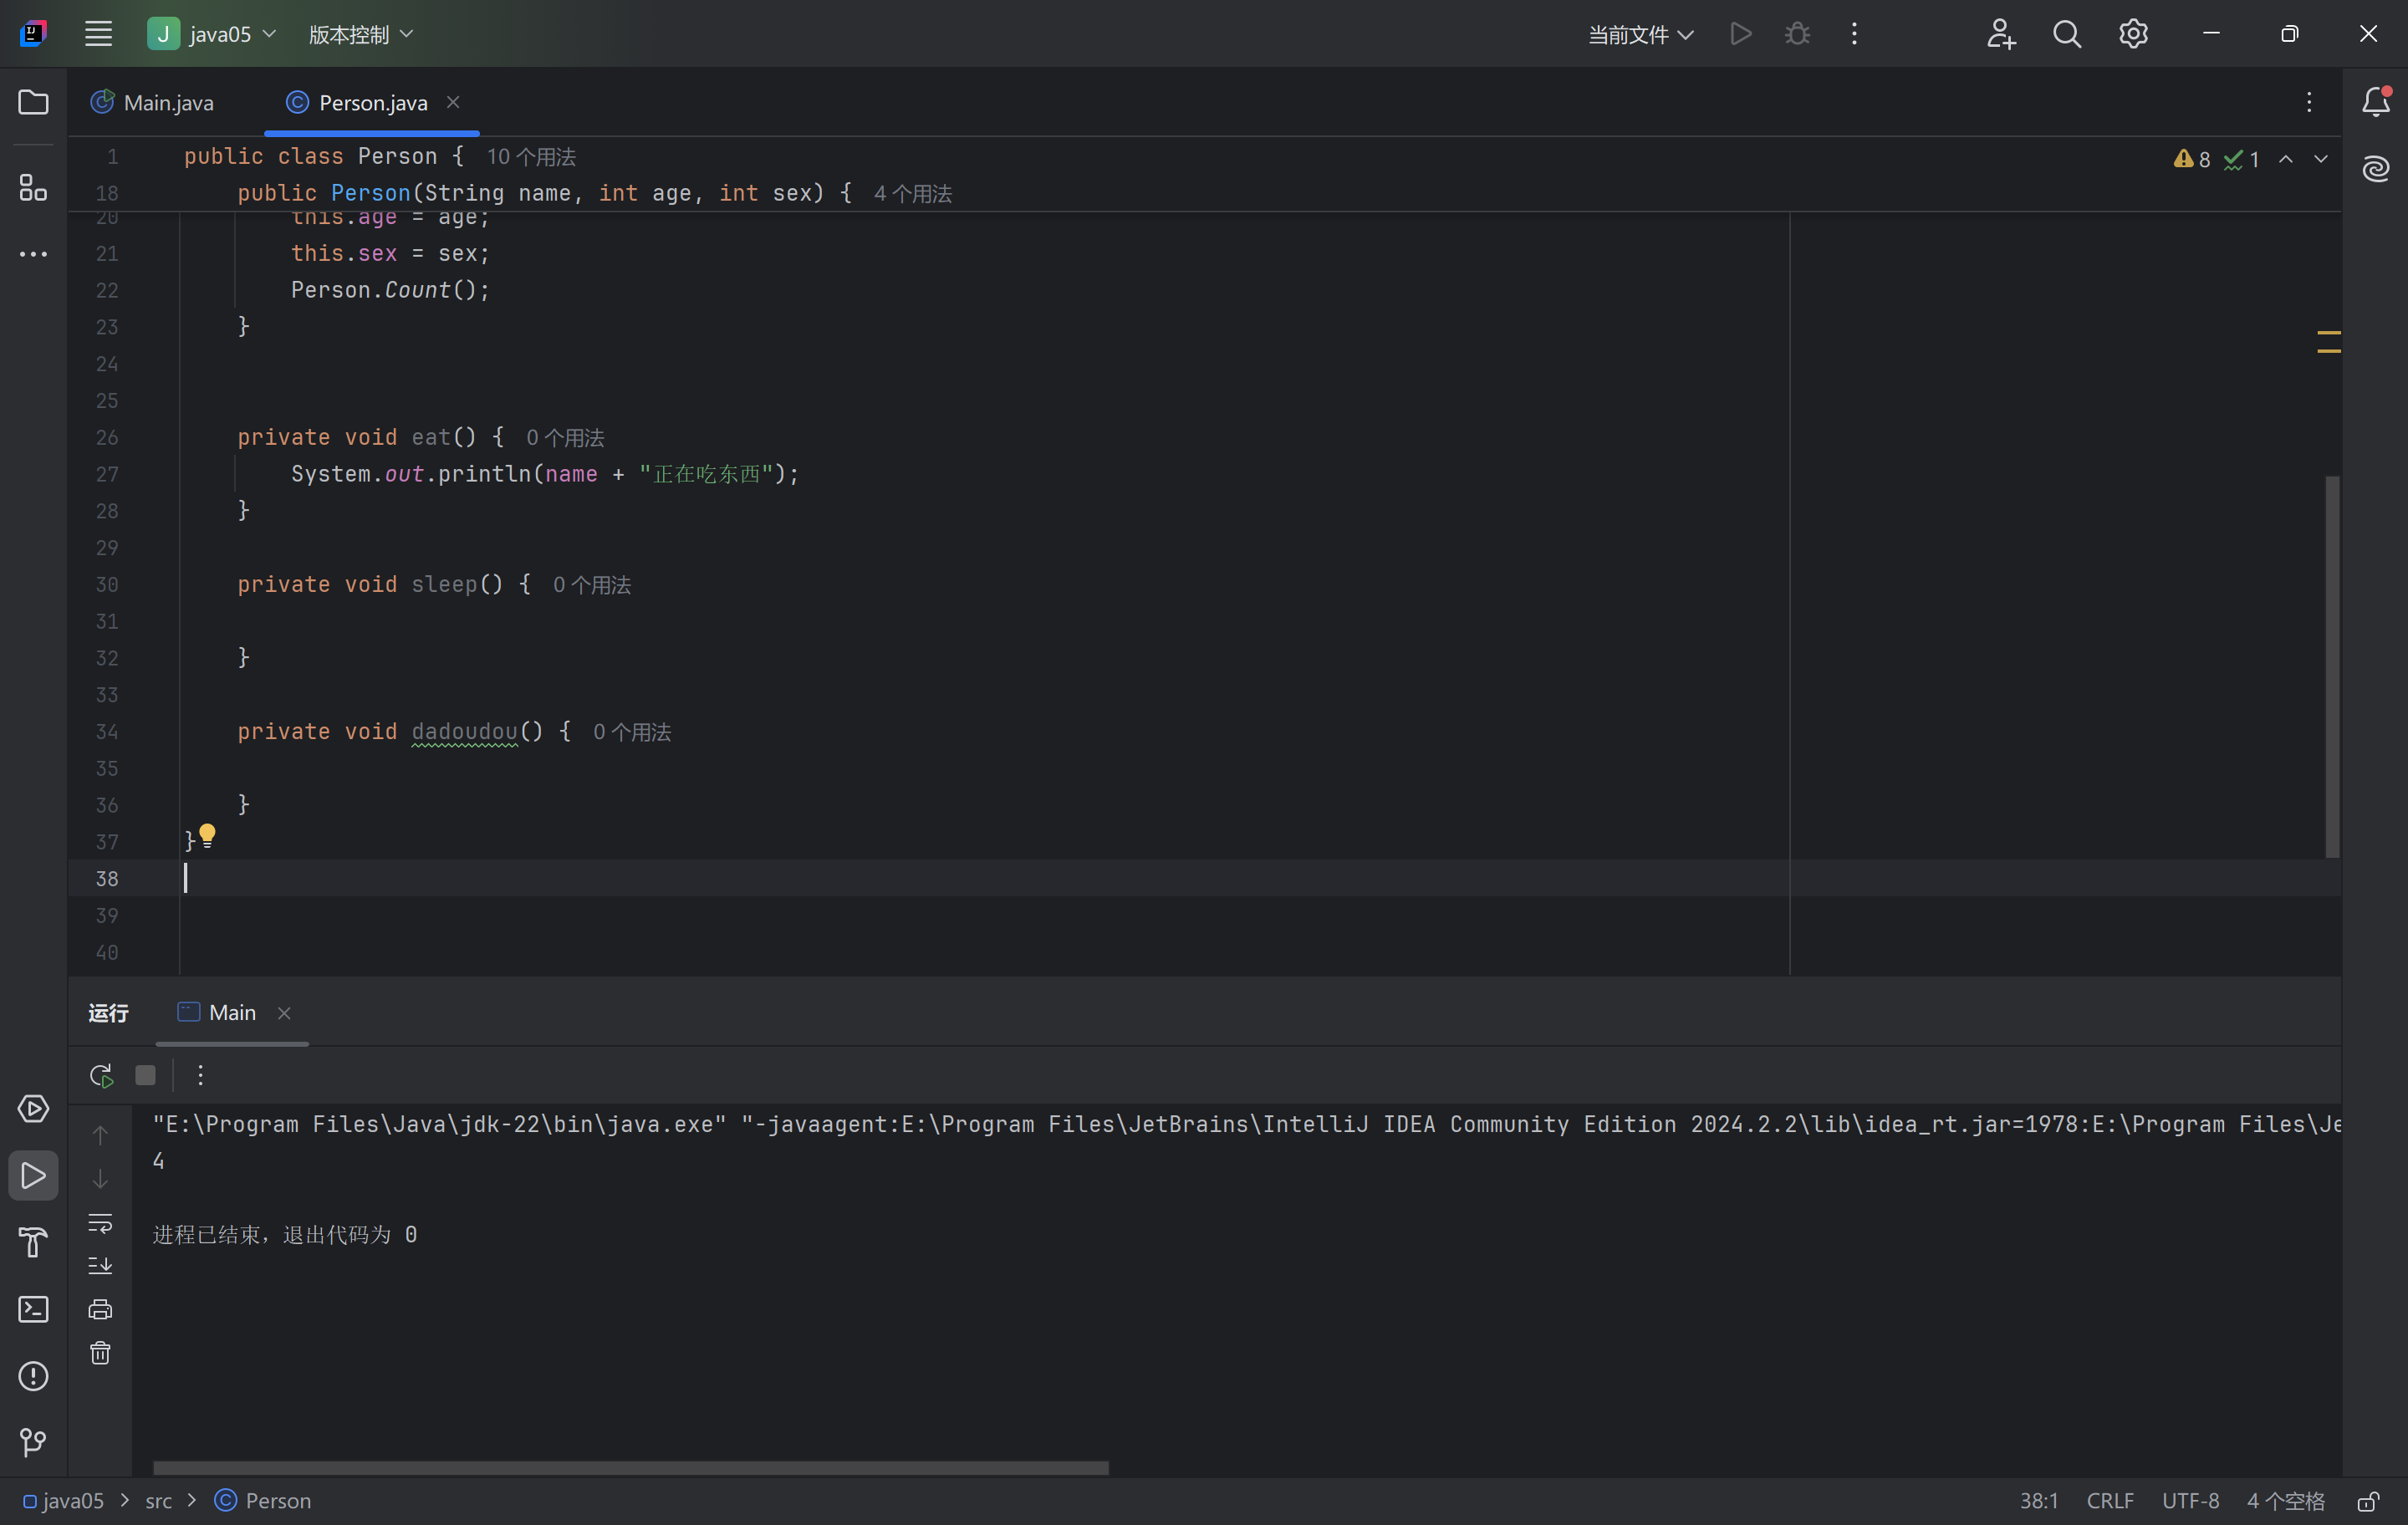 J java05 版本控制 当前文件
Main.java Person.java
1 public class Person { 10 个用法 8 1
18 public Person(String name, int age, int sex) { 4 个用法
20 this.age = age;
21 this.sex = sex;
22 Person.Count();
23 }
24
25
26 private void eat() { 0 个用法
27 System.out.println(name + "正在吃东西");
28 }
29
30 private void sleep() { 0 个用法
31
32 }
33
34 private void dadoudou() { 0 个用法
35
36 }
37 }
38
39
40
运行 Main
"E:\Program Files\Java\jdk-22\bin\java.exe" "-javaagent:E:\Program Files\JetBrains\IntelliJ IDEA Community Edition 2024.2.2\lib\idea_rt.jar=1978:E:\Program Files\Je
4
进程已结束，退出代码为 0
java05 src Person 38:1 CRLF UTF-8 4 个空格